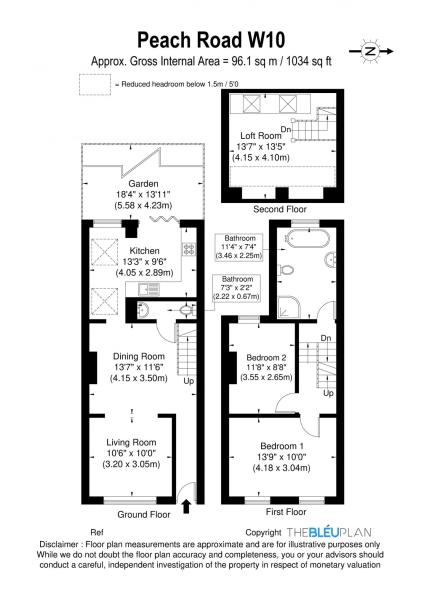 Peach Road W10
Approx. Gross Internal Area = 96.1 sq m / 1034 sq ft
N
= Reduced headroom below 1.5m / 5'0
Dn
Loft Room
13'7" x 13'5"
(4.15 x 4.10m)
Second Floor
Garden
18'4" x 13'11"
(5.58 x 4.23m)
Kitchen
13'3" x 9'6"
(4.05 x 2.89m)
Bathroom
11'4" x 7'4"
(3.46 x 2.25m)
Bathroom
7'3" x 2'2"
(2.22 x 0.67m)
Dining Room
13'7" x 11'6"
(4.15 x 3.50m)
Up
Dn
Bedroom 2
11'8" x 8'8"
(3.55 x 2.65m)
Up
Living Room
10'6" x 10'0"
(3.20 x 3.05m)
Bedroom 1
13'9" x 10'0"
(4.18 x 3.04m)
Ground Floor
First Floor
Ref
Copyright THEBLÉUPLAN
Disclaimer : Floor plan measurements are approximate and are for illustrative purposes only
While we do not doubt the floor plan accuracy and completeness, you or your advisors should
conduct a careful, independent investigation of the property in respect of monetary valuation